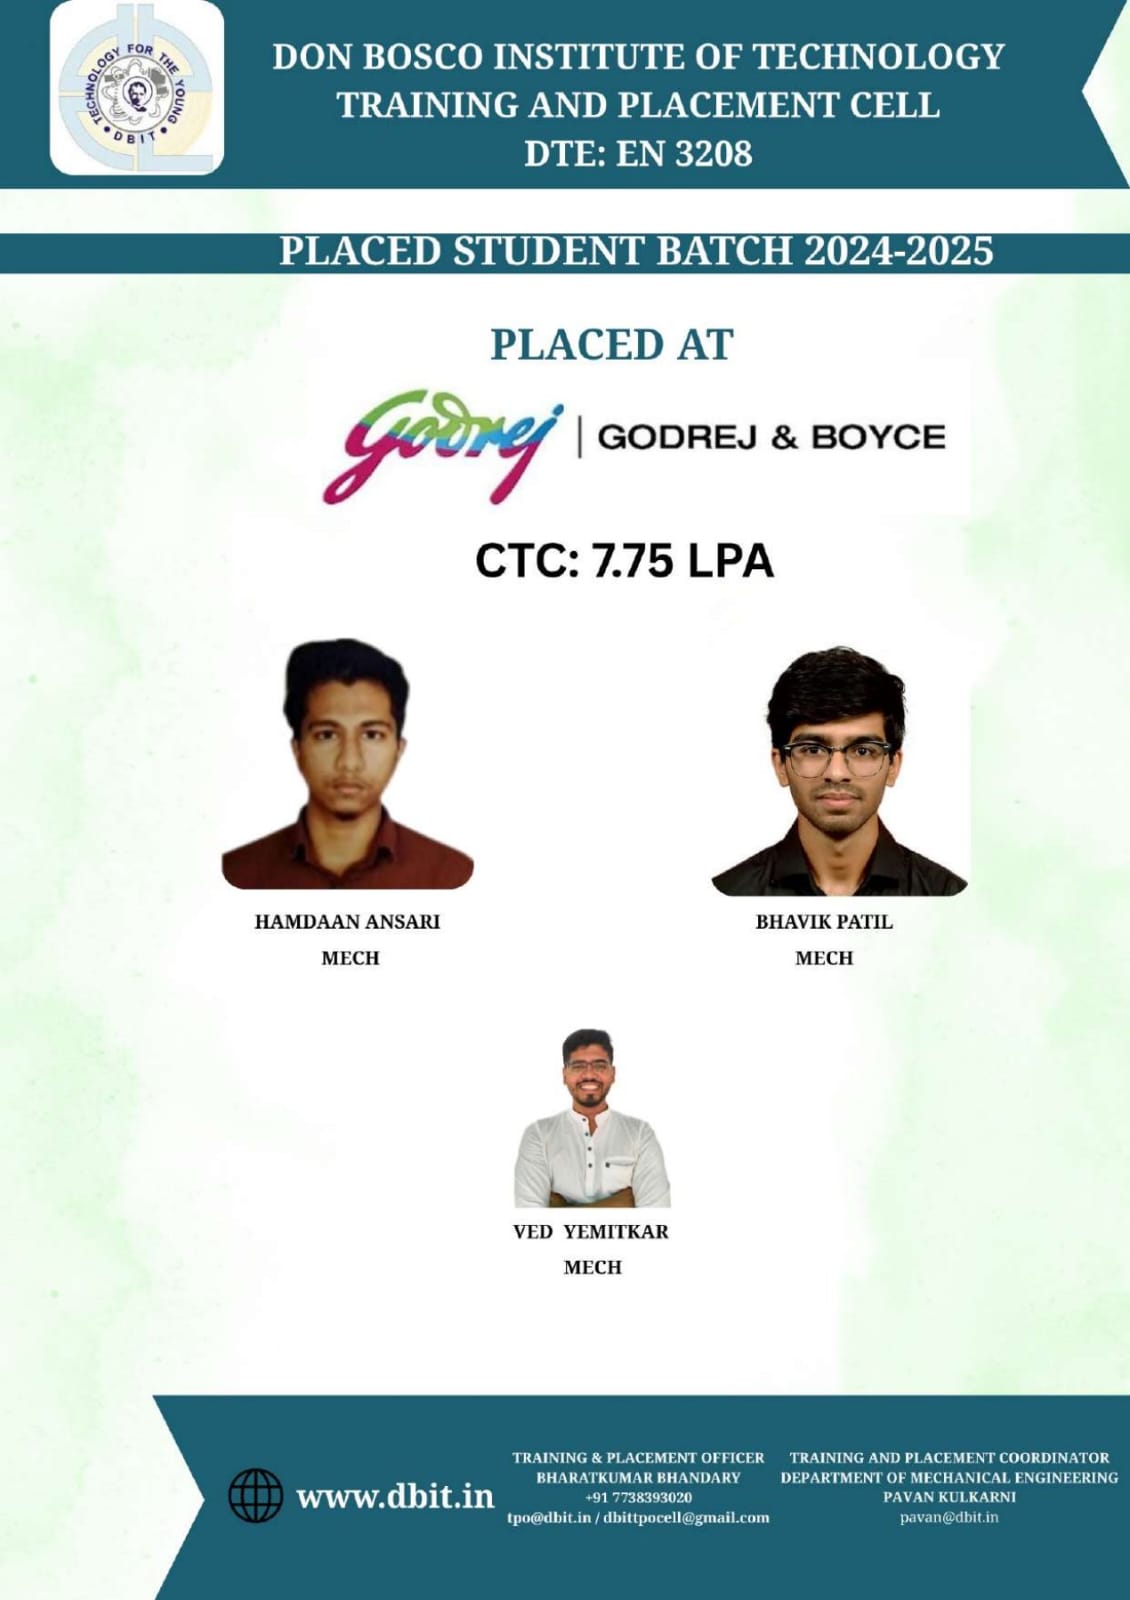 TECHNOLOGY FOR THE YOUNG
DBIT
DON BOSCO INSTITUTE OF TECHNOLOGY
TRAINING AND PLACEMENT CELL
DTE: EN 3208
PLACED STUDENT BATCH 2024-2025
PLACED AT
Godrej | GODREJ & BOYCE
CTC: 7.75 LPA
HAMDAAN ANSARI
MECH
BHAVIK PATIL
MECH
VED YEMITKAR
MECH
www.dbit.in
TRAINING & PLACEMENT OFFICER
BHARATKUMAR BHANDARY
+91 7738393020
tpo@dbit.in / dbittpocell@gmail.com
TRAINING AND PLACEMENT COORDINATOR
DEPARTMENT OF MECHANICAL ENGINEERING
PAVAN KULKARNI
pavan@dbit.in